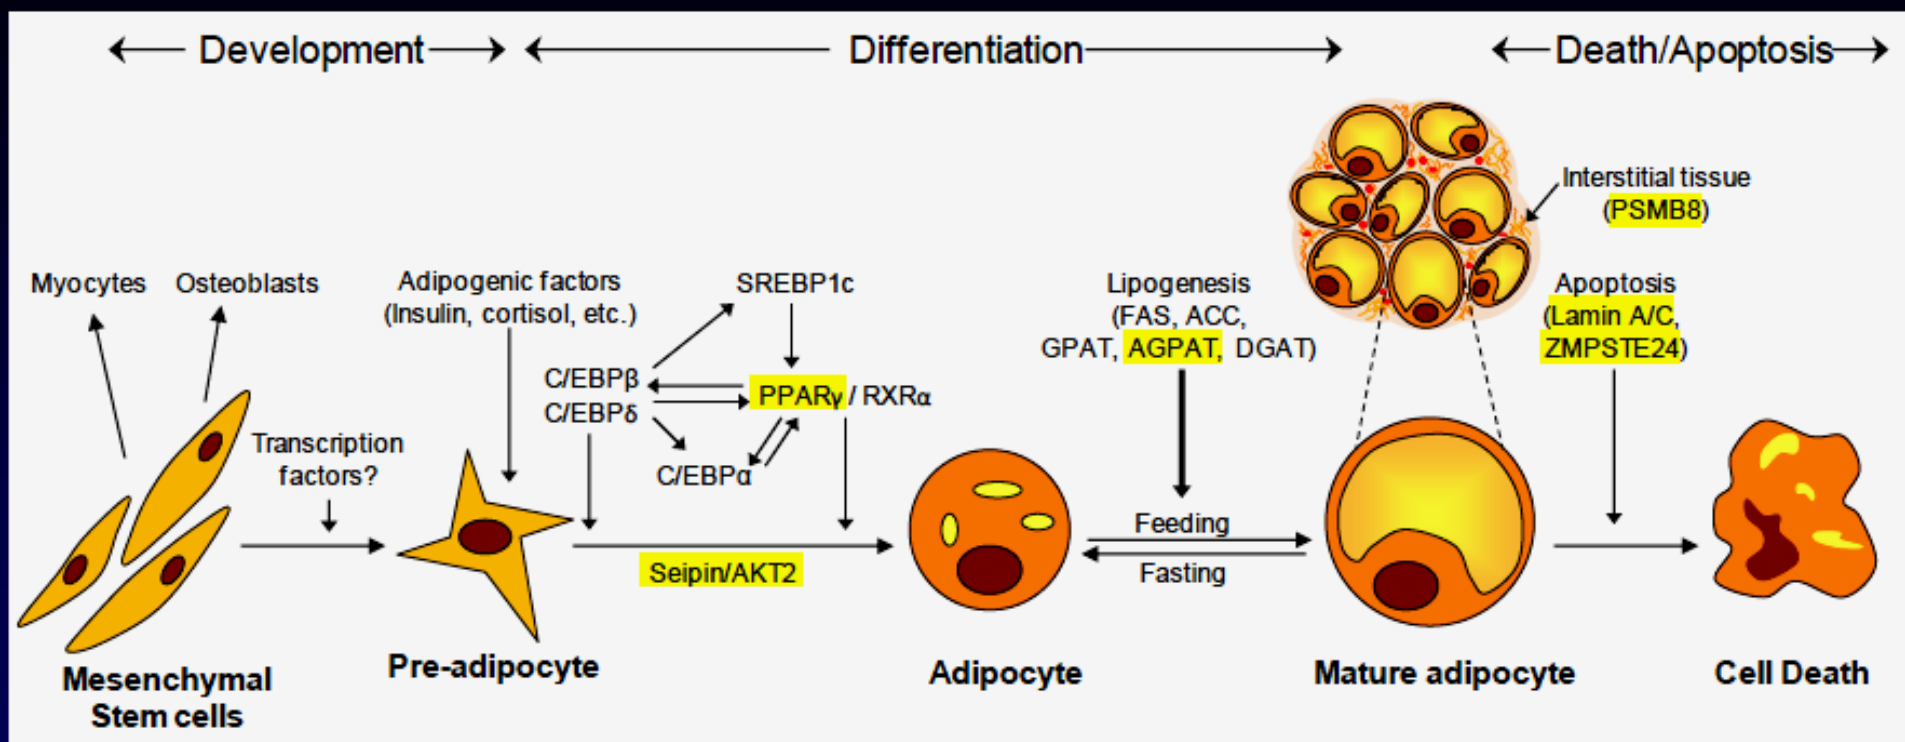 Development
Differentiation
Death/Apoptosis
Interstitial tissue
(PSMB8)
Myocytes
Osteoblasts
Adipogenic factors
(Insulin, cortisol, etc.)
SREBP1c
Lipogenesis
(FAS, ACC,
GPAT, AGPAT, DGAT)
Apoptosis
(Lamin A/C,
ZMPSTE24)
C/EBPβ
C/EBPδ
PPARγ / RXRα
C/EBPα
Transcription
factors?
Seipin/AKT2
Feeding
Fasting
Mesenchymal
Stem cells
Pre-adipocyte
Adipocyte
Mature adipocyte
Cell Death